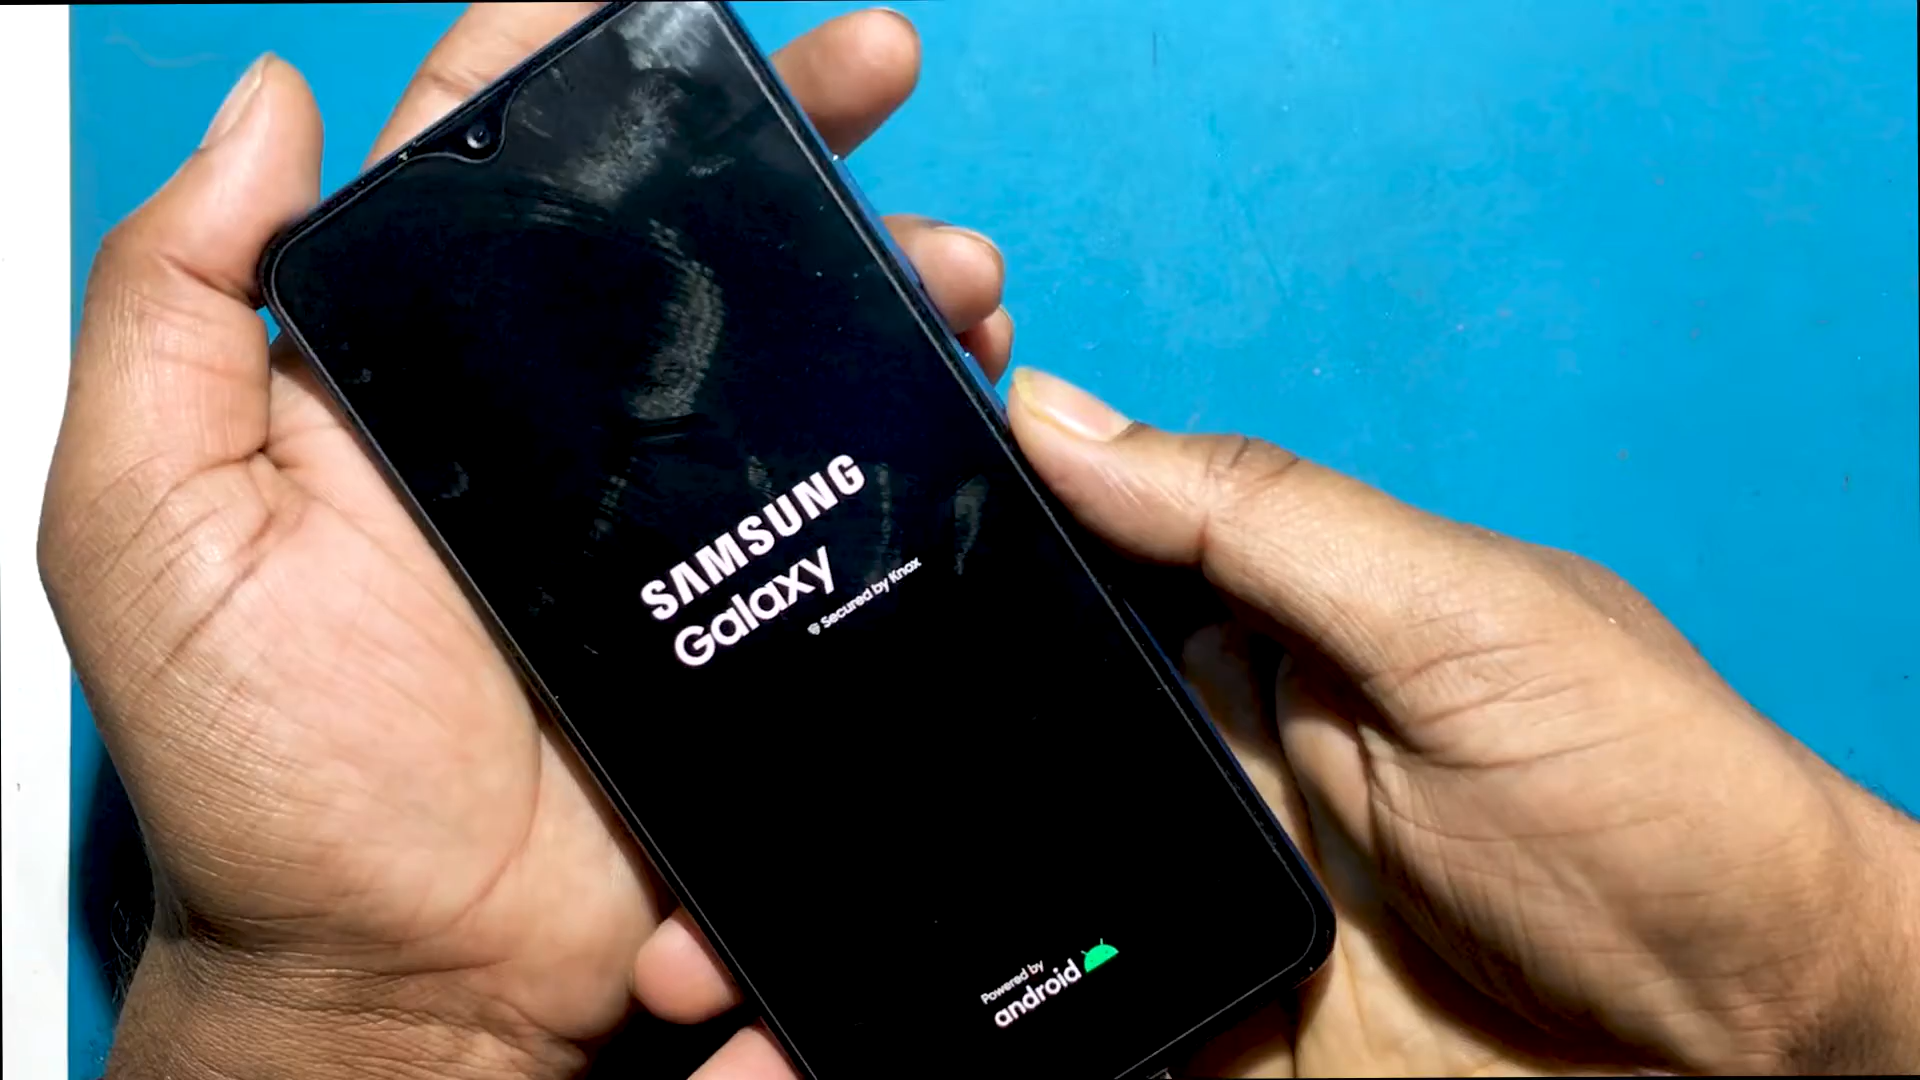 SAMSUNG
Galaxy
Secured by Knox
Powered by
android